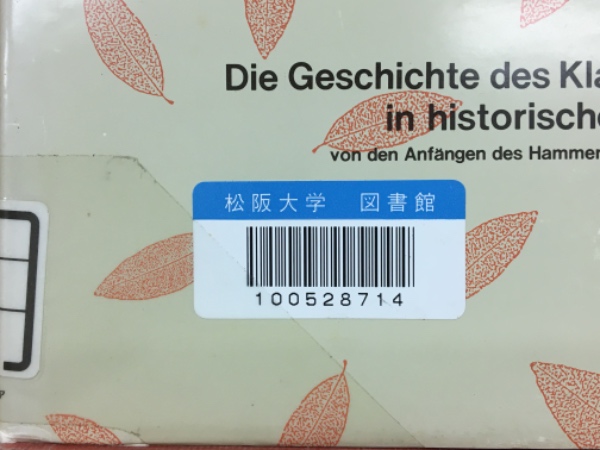 Die Geschichte des Kla
in historische
von den Anfängen des Hammer
松阪大学 図書館
100528714